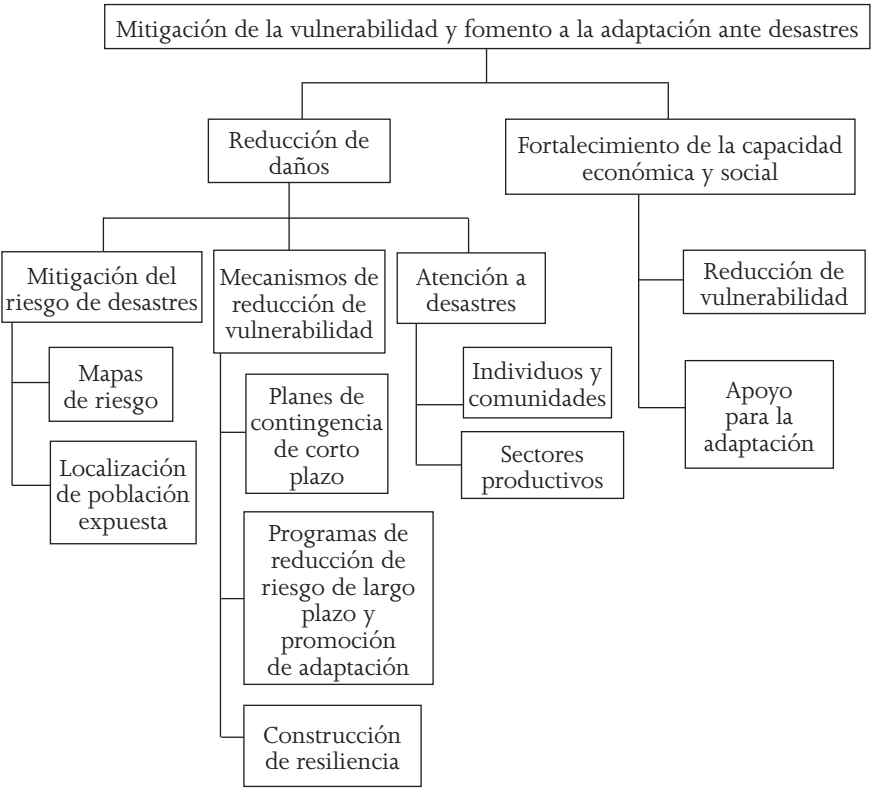 Mitigación de la vulnerabilidad y fomento a la adaptación ante desastres
Reducción de
daños
Fortalecimiento de la capacidad
económica y social
Mitigación del
riesgo de desastres
Mapas
de riesgo
Localización
de población
expuesta
Mecanismos de
reducción de
vulnerabilidad
Planes de
contingencia
de corto
plazo
Programas de
reducción de
riesgo de largo
plazo y
promoción
de adaptación
Construcción
de resiliencia
Atención a
desastres
Individuos y
comunidades
Sectores
productivos
Reducción de
vulnerabilidad
Apoyo
para la
adaptación